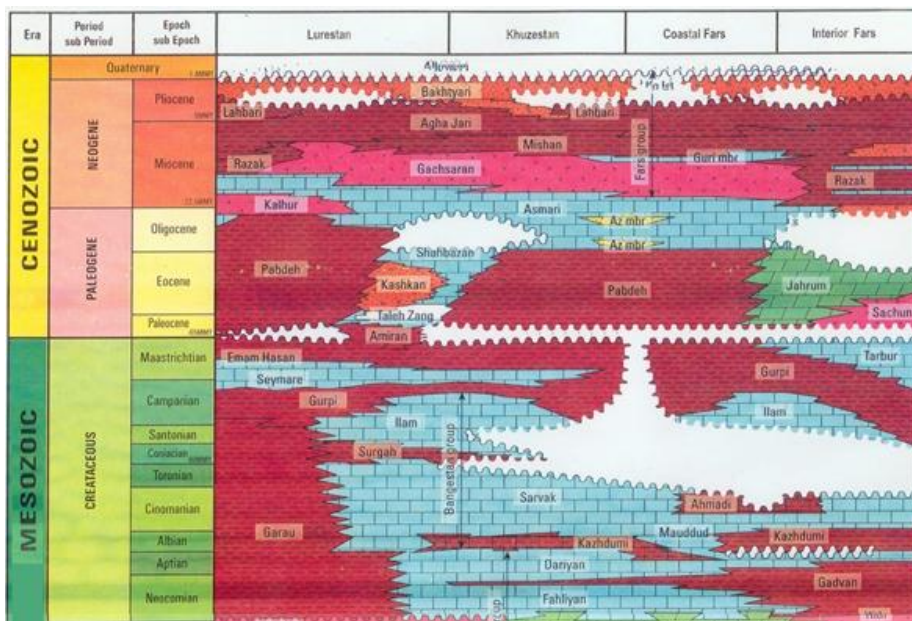 Era
Period
sub Period
Epoch
sub Epoch
Lurestan
Khuzestan
Coastal Fars
Interior Fars
CENOZOIC
Quaternary
NEOGENE
Pliocene
Miocene
PALEOGENE
Oligocene
Eocene
Paleocene
MESOZOIC
CREATACEOUS
Maastrichtian
Camparian
Santonian
Coniacian
Toronian
Cinomanian
Albian
Aptian
Neocomian
Bakhtyari
Lahbari
Lahbari
Agha Jari
Mishan
Fars group
Guri mbr
Razak
Gachsaran
Razak
Kalhur
Asmari
Az mbr
Az mbr
Shahbazan
Pabdeh
Kashkan
Pabdeh
Jahrum
Taleh Zang
Sachun
Amiran
Emam Hasan
Tarbur
Seymare
Gurpi
Gurpi
Ilam
Ilam
Surgah
Bangestan group
Sarvak
Ahmadi
Garau
Mauddud
Kazhdumi
Kazhdumi
Dariyan
Gadvan
Fahliyan